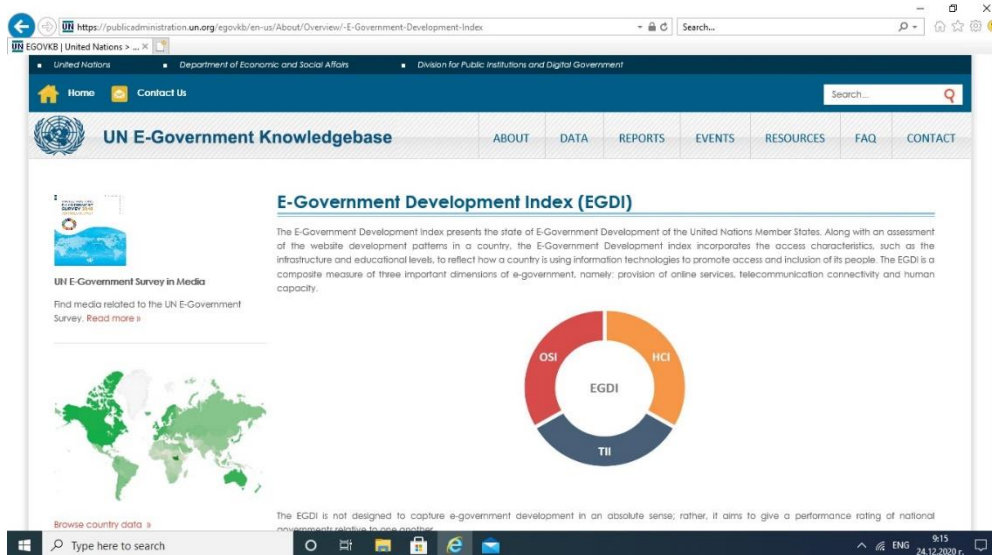 https://publicadministration.un.org/egovkb/en-us/About/Overview/-E-Government-Development-Index
Search...
UN EGOVKB | United Nations > ...
United Nations
Department of Economic and Social Affairs
Division for Public Institutions and Digital Government
Home
Contact Us
Search...
UN E-Government Knowledgebase
ABOUT
DATA
REPORTS
EVENTS
RESOURCES
FAQ
CONTACT
UN E-Government Survey in Media
Find media related to the UN E-Government
Survey. Read more »
Browse country data »
E-Government Development Index (EGDI)
The E-Government Development Index presents the state of E-Government Development of the United Nations Member States. Along with an assessment
of the website development patterns in a country, the E-Government Development index incorporates the access characteristics, such as the
infrastructure and educational levels, to reflect how a country is using information technologies to promote access and inclusion of its people. The EGDI is a
composite measure of three important dimensions of e-government, namely: provision of online services, telecommunication connectivity and human
capacity.
OSI
HCI
EGDI
TII
The EGDI is not designed to capture e-government development in an absolute sense; rather, it aims to give a performance rating of national
governments relative to one another.
Type here to search
ENG
9:15
24.12.2020 г.